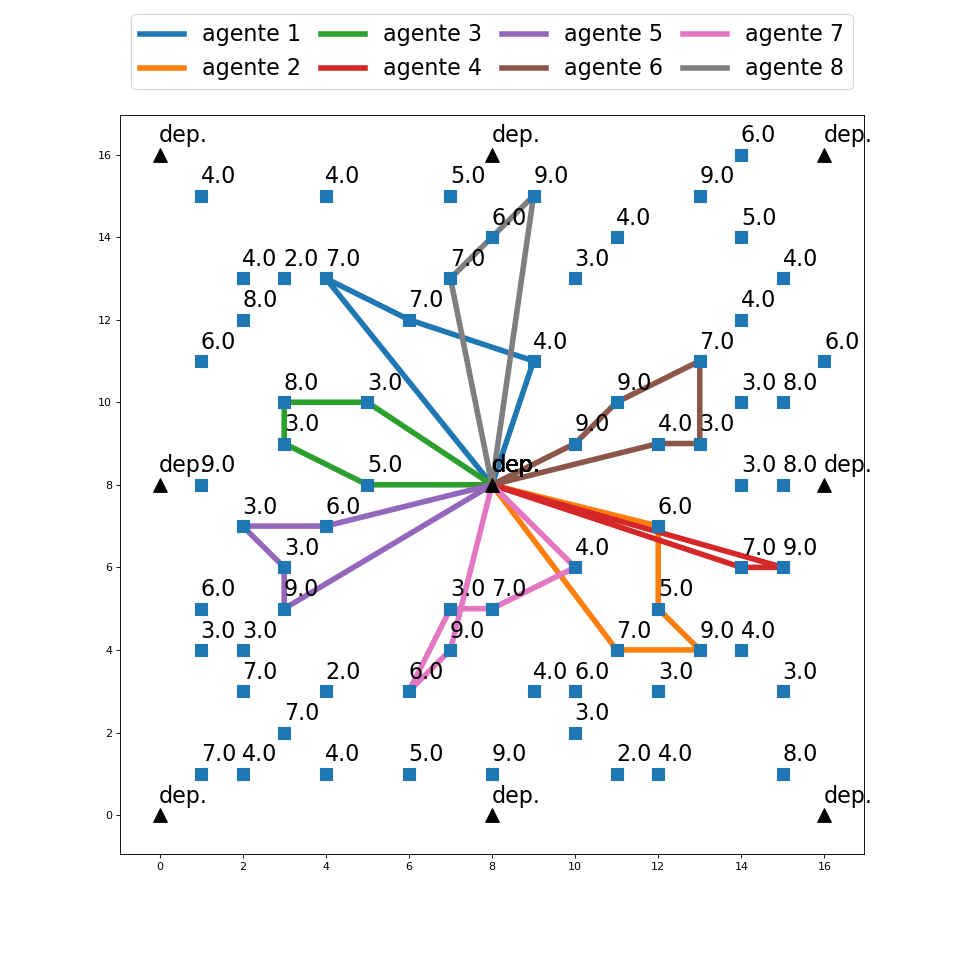 agente 1 agente 3 agente 5 agente 7
agente 2 agente 4 agente 6 agente 8
dep. dep. 6.0 dep.
16
4.0 4.0 5.0 9.0 9.0
6.0 4.0 5.0
14
4.0 2.0 7.0 7.0 3.0 4.0
8.0 7.0 4.0
12
6.0 4.0 7.0 6.0
8.0 3.0 9.0 3.0 8.0
10
3.0 9.0 4.0 3.0
dep. 9.0 5.0 dep. 3.0 8.0 dep.
8
3.0 6.0 6.0
3.0 4.0 7.0 9.0
6
6.0 9.0 3.0 7.0 5.0
3.0 3.0 9.0 7.0 9.0 4.0
4
7.0 2.0 6.0 4.0 6.0 3.0 3.0
7.0 3.0
2
7.0 4.0 4.0 5.0 9.0 2.0 4.0 8.0
dep. dep. dep.
0
0 2 4 6 8 10 12 14 16